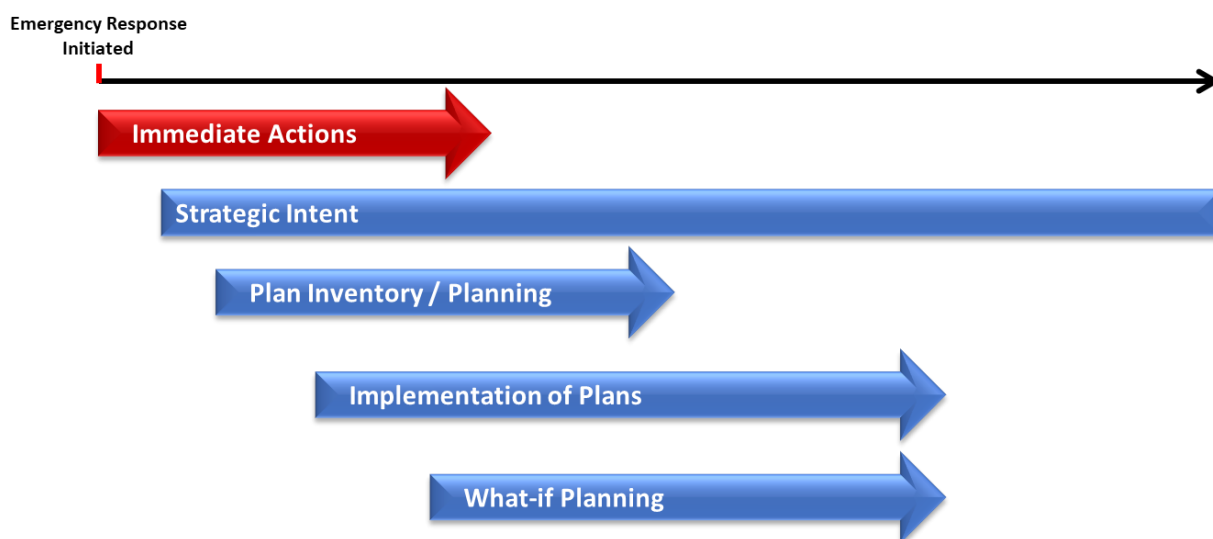 Emergency Response
Initiated
Immediate Actions
Strategic Intent
Plan Inventory / Planning
Implementation of Plans
What-if Planning